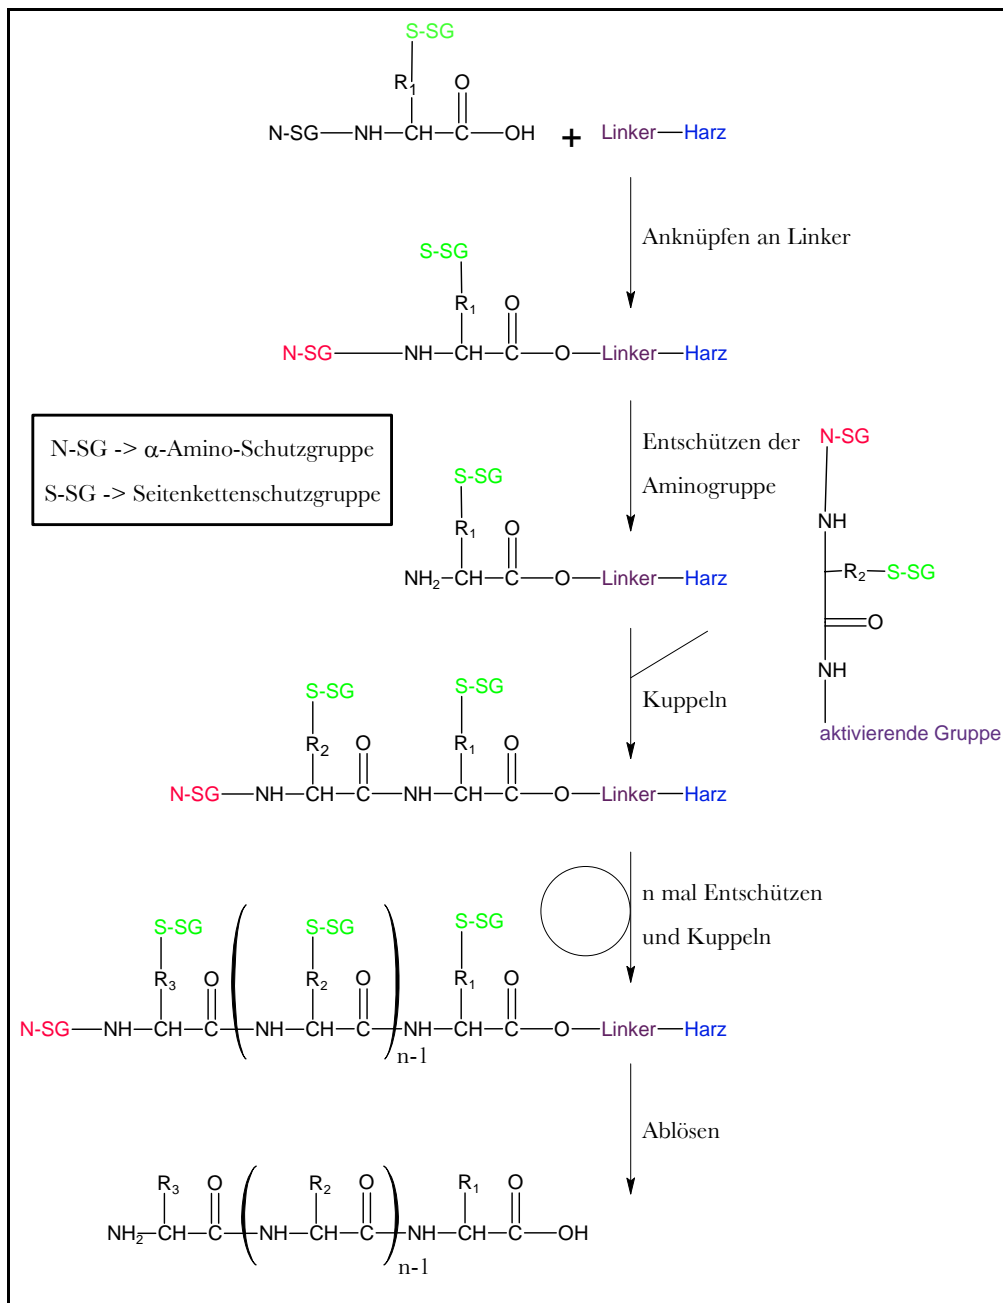 S-SG
R1 O
N-SG NH CH C OH + Linker Harz
Anknüpfen an Linker
S-SG
R1 O
N-SG NH CH C O Linker Harz
N-SG -> α-Amino-Schutzgruppe
S-SG -> Seitenkettenschutzgruppe
Entschützen der
Aminogruppe
S-SG
R1 O
NH2 CH C O Linker Harz
N-SG
NH
R2 S-SG
O
NH
aktivierende Gruppe
Kuppeln
S-SG S-SG
R2 O R1 O
N-SG NH CH C NH CH C O Linker Harz
n mal Entschützen
und Kuppeln
S-SG S-SG S-SG
R3 O R2 O R1 O
N-SG NH CH C NH CH C NH CH C O Linker Harz
n-1
Ablösen
R3 O R2 O R1 O
NH2 CH C NH CH C NH CH C OH
n-1